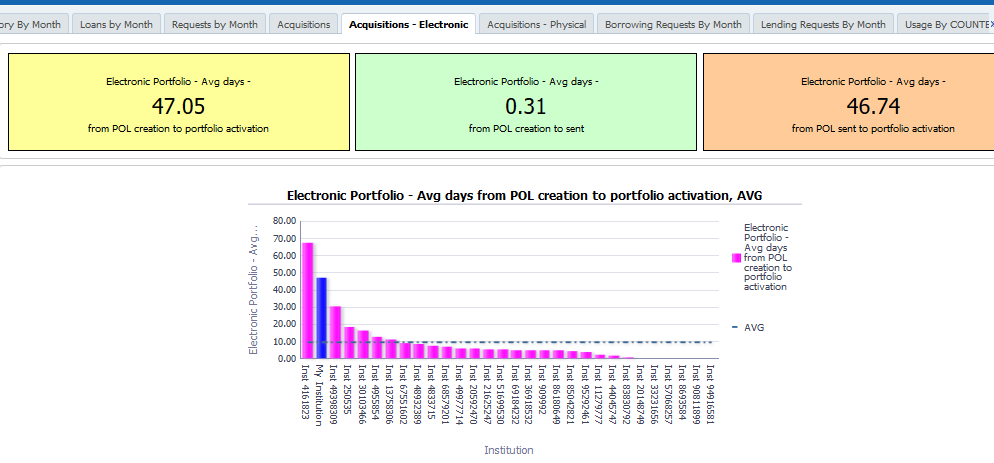 ory By Month
Loans by Month
Requests by Month
Acquisitions
Acquisitions - Electronic
Acquisitions - Physical
Borrowing Requests By Month
Lending Requests By Month
Usage By COUNTE
Electronic Portfolio - Avg days -
47.05
from POL creation to portfolio activation
Electronic Portfolio - Avg days -
0.31
from POL creation to sent
Electronic Portfolio - Avg days -
46.74
from POL sent to portfolio activation
Electronic Portfolio - Avg days from POL creation to portfolio activation, AVG
Electronic Portfolio - Avg...
80.00
70.00
60.00
50.00
40.00
30.00
20.00
10.00
0.00
Inst 4161823
My Institution
Inst 49398309
Inst 250535
Inst 30103466
Inst 4955854
Inst 13758306
Inst 67551602
Inst 48932389
Inst 4833715
Inst 68579201
Inst 49977714
Inst 20592470
Inst 21625247
Inst 51699530
Inst 69184232
Inst 36918532
Inst 909992
Inst 86180649
Inst 85042821
Inst 95292401
Inst 11279777
Inst 44045747
Inst 83830792
Inst 20148749
Inst 33231656
Inst 57068257
Inst 8693584
Inst 90811899
Inst 94916581
Institution
Electronic
Portfolio -
Avg days
from POL
creation to
portfolio
activation
AVG